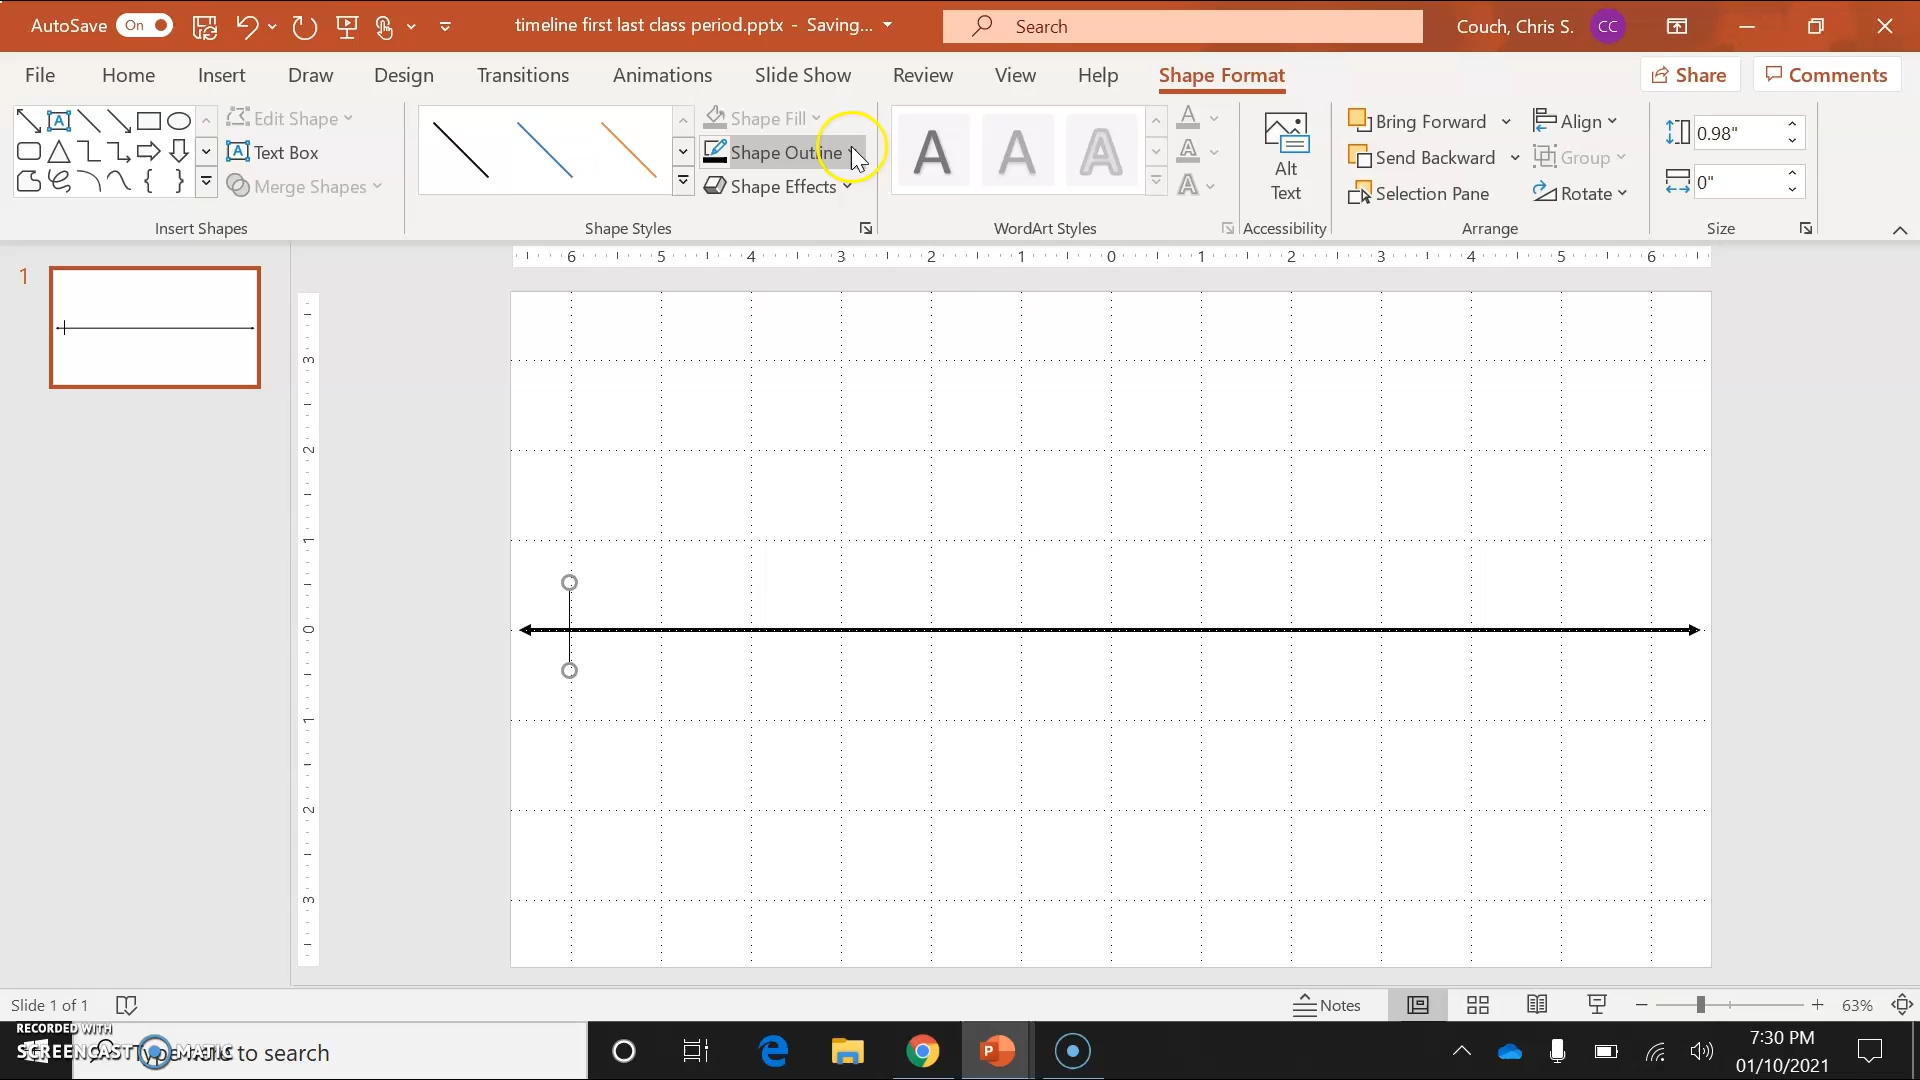 AutoSave On timeline first last class period.pptx - Saving... Search Couch, Chris S. CC
File Home Insert Draw Design Transitions Animations Slide Show Review View Help Shape Format Share Comments
Edit Shape
Text Box
Merge Shapes
Insert Shapes
Shape Fill
Shape Outline
Shape Effects
Shape Styles
A A A
WordArt Styles
Alt
Text
Accessibility
Bring Forward
Send Backward
Selection Pane
Align
Group
Rotate
Arrange
0.98"
0"
Size
6 5 4 3 2 1 0 1 2 3 4 5 6
1
3
2
1
0
1
2
3
Slide 1 of 1 Notes 63%
RECORDED WITH
SCREENCAST MATIC
Type here to search
7:30 PM
01/10/2021